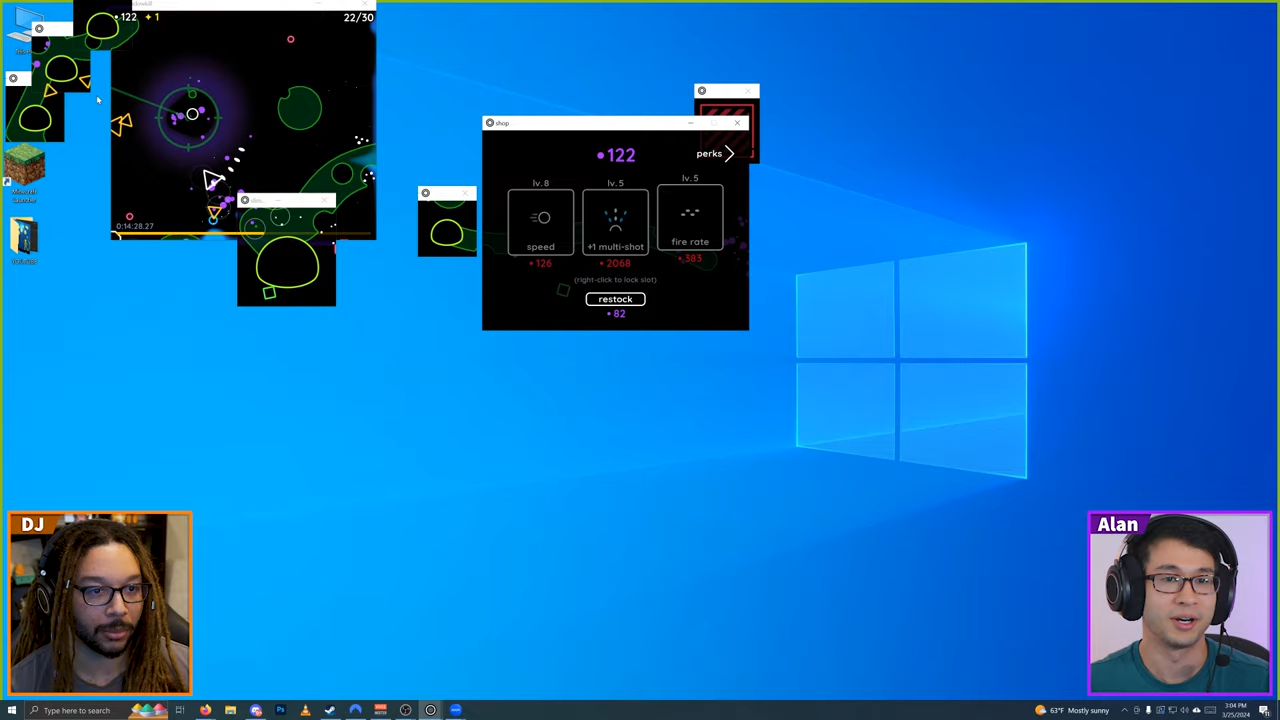 122 1
22/30
shop
122
perks
lv. 8
lv. 5
lv. 5
speed
+1 multi-shot
fire rate
126
2068
383
(right-click to lock slot)
restock
82
0:14:28.27
Minecraft
Launcher
DJ
Alan
Type here to search
63°F Mostly sunny
3:04 PM
3/25/2024